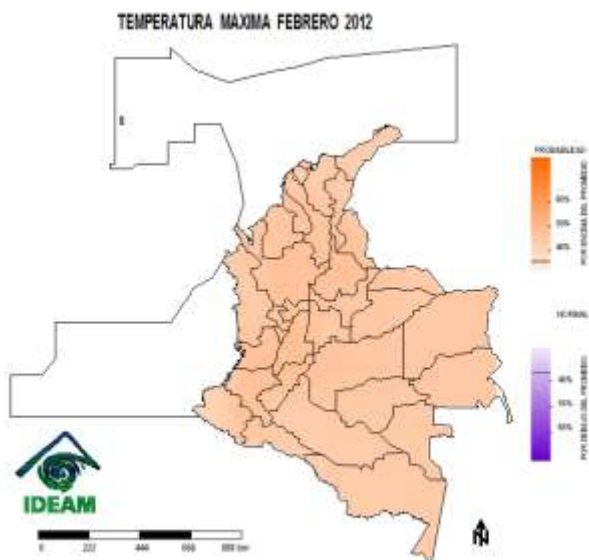 TEMPERATURA MAXIMA FEBRERO 2012
PROBABILIDAD
60%
50%
40%
POR ENCIMA DEL PROMEDIO
NORMAL
40%
50%
60%
POR DEBAJO DEL PROMEDIO
IDEAM
0 222 444 666 888 km
N